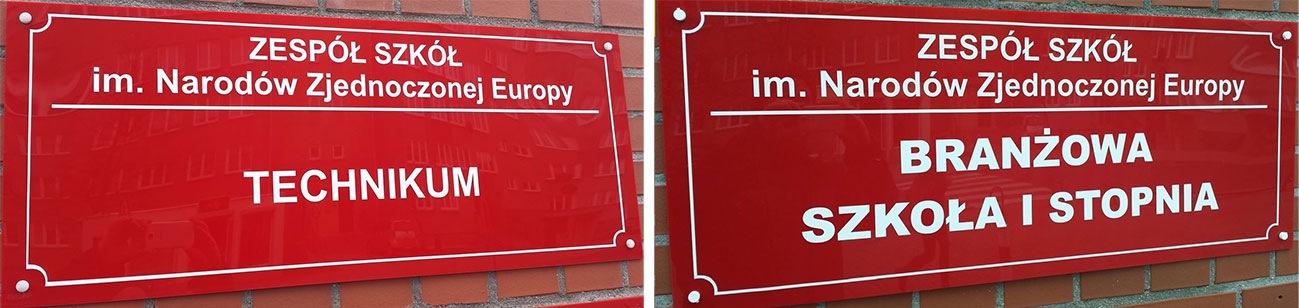 ZESPÓŁ SZKÓŁ
im. Narodów Zjednoczonej Europy
TECHNIKUM
ZESPÓŁ SZKÓŁ
im. Narodów Zjednoczonej Europy
BRANŻOWA
SZKOŁA I STOPNIA